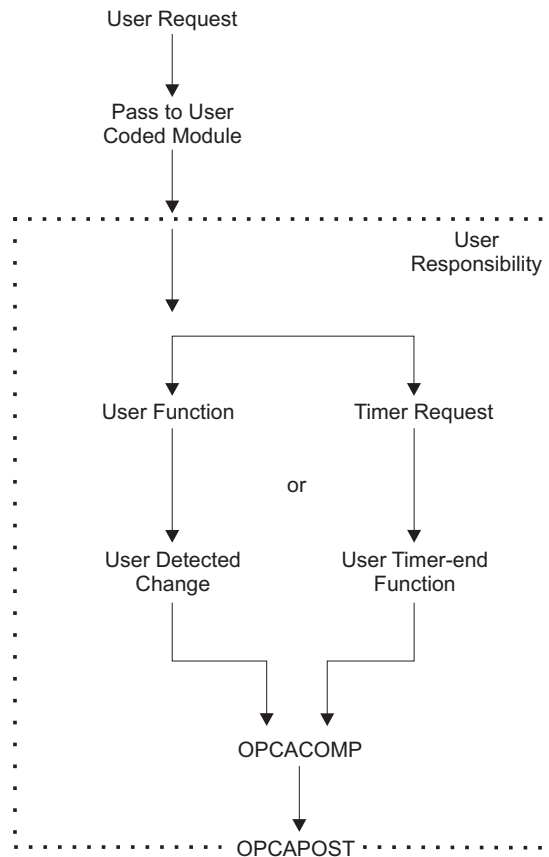 User Request
Pass to User
Coded Module
User
Responsibility
User Function
Timer Request
or
User Detected
Change
User Timer-end
Function
OPCACOMP
OPCAPOST